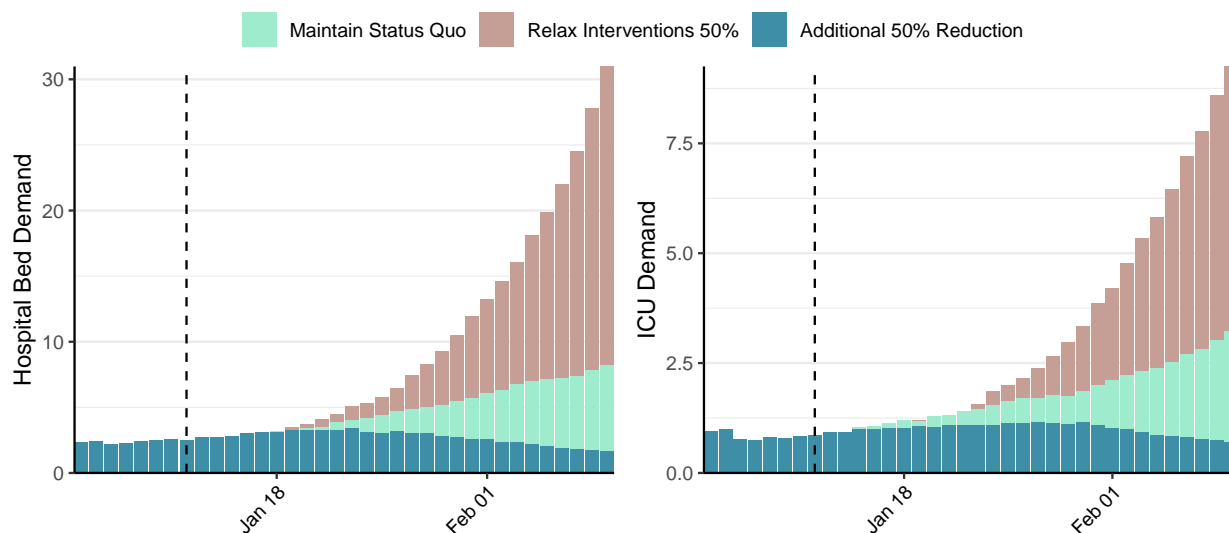 Maintain Status Quo Relax Interventions 50% Additional 50% Reduction
Hospital Bed Demand
30
20
10
0
Jan 18
Feb 01
ICU Demand
7.5
5.0
2.5
0.0
Jan 18
Feb 01